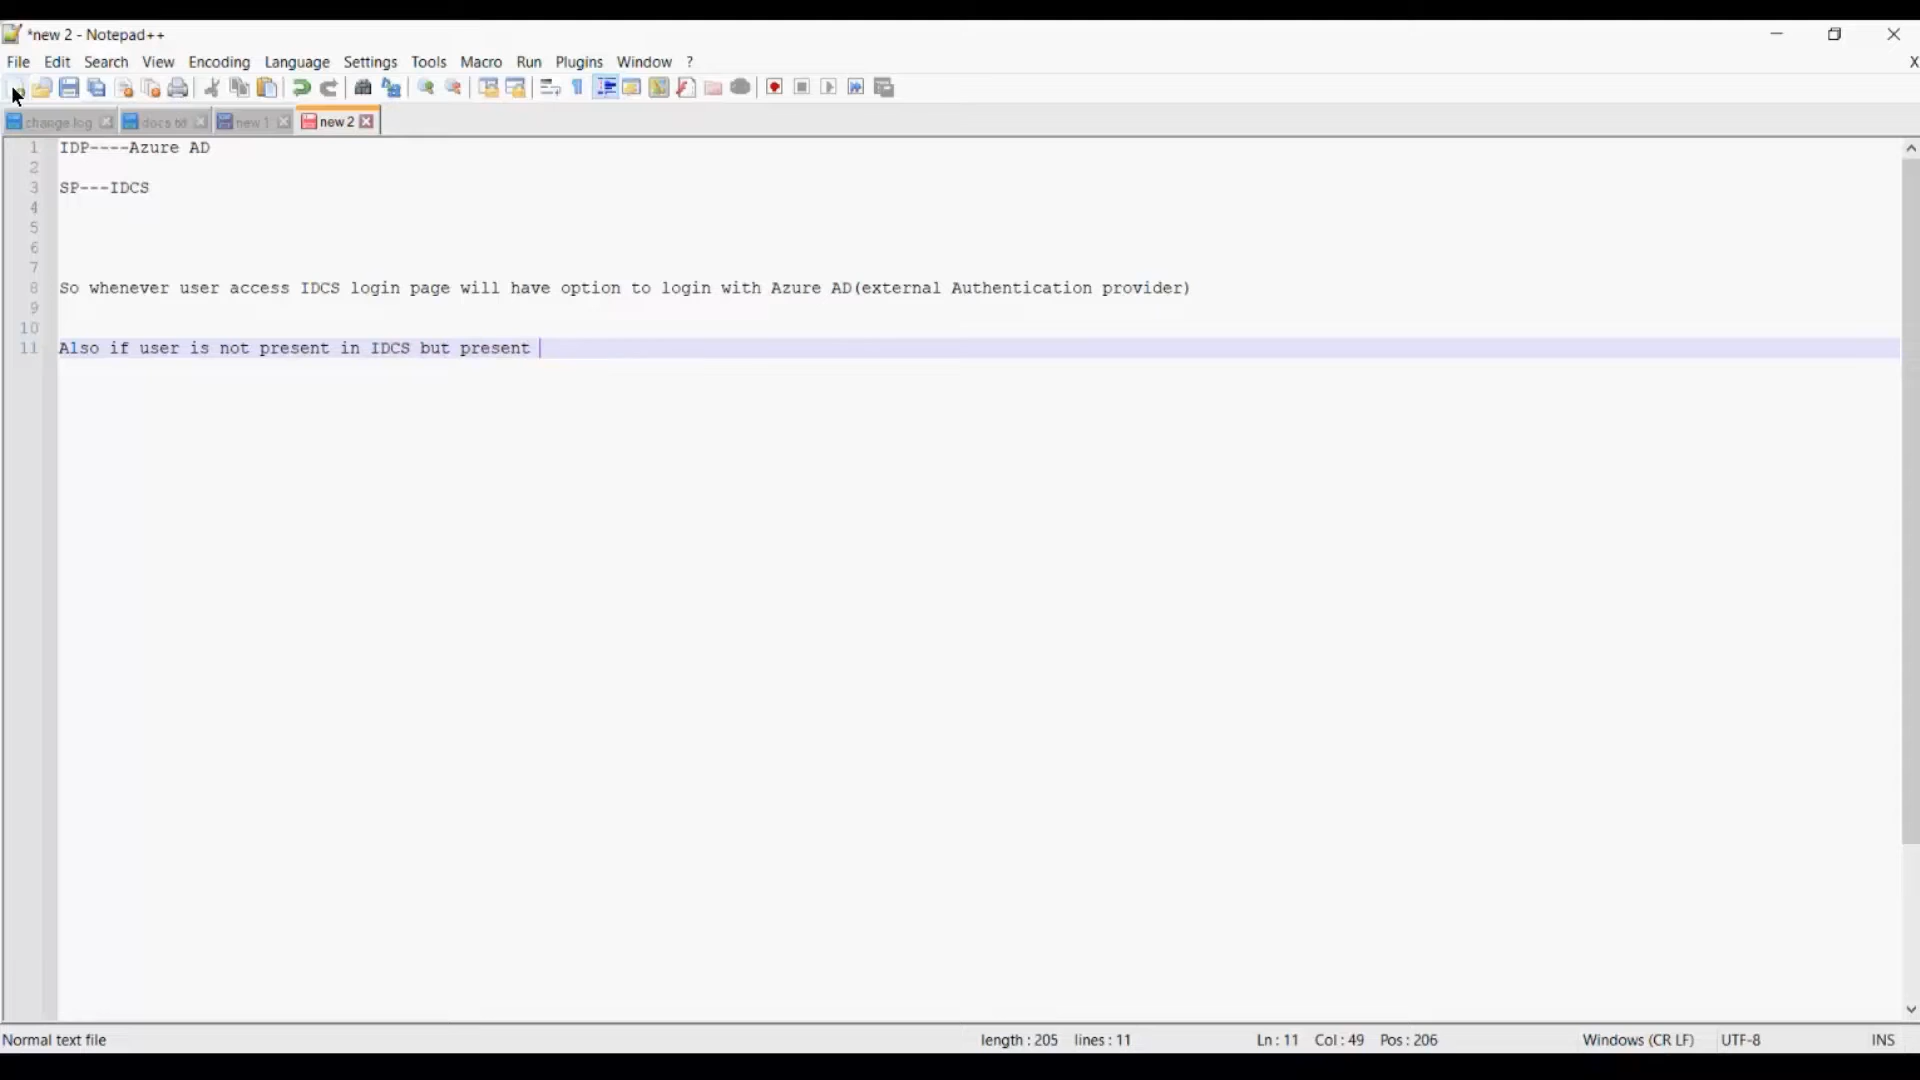 *new 2 - Notepad++
File Edit Search View Encoding Language Settings Tools Macro Run Plugins Window ? X
change.log docs.txt new 1 new 2
1 IDP----Azure AD
2
3 SP---IDCS
4
5
6
7
8 So whenever user access IDCS login page will have option to login with Azure AD(external Authentication provider)
9
10
11 Also if user is not present in IDCS but present
Normal text file length : 205 lines : 11 Ln : 11 Col : 49 Pos : 206 Windows (CR LF) UTF-8 INS